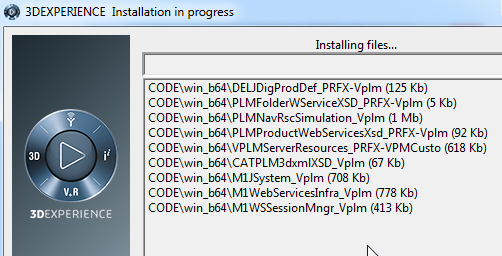 3DEXPERIENCE Installation in progress
Installing files...
CODE\win_b64\DELJDigProdDef_PRFX-Vplm (125 Kb)
CODE\win_b64\PLMFolderWServiceXSD_PRFX-Vplm (5 Kb)
CODE\win_b64\PLMNavRscSimulation_Vplm (1 Mb)
CODE\win_b64\PLMProductWebServicesXsd_PRFX-Vplm (92 Kb)
CODE\win_b64\VPLMServerResources_PRFX-VPMCusto (618 Kb)
CODE\win_b64\CATPLM3dxmlXSD_Vplm (67 Kb)
CODE\win_b64\M1JSystem_Vplm (708 Kb)
CODE\win_b64\M1WebServicesInfra_Vplm (778 Kb)
CODE\win_b64\M1WSSessionMngr_Vplm (413 Kb)
3D
i²
V.R
3DEXPERIENCE